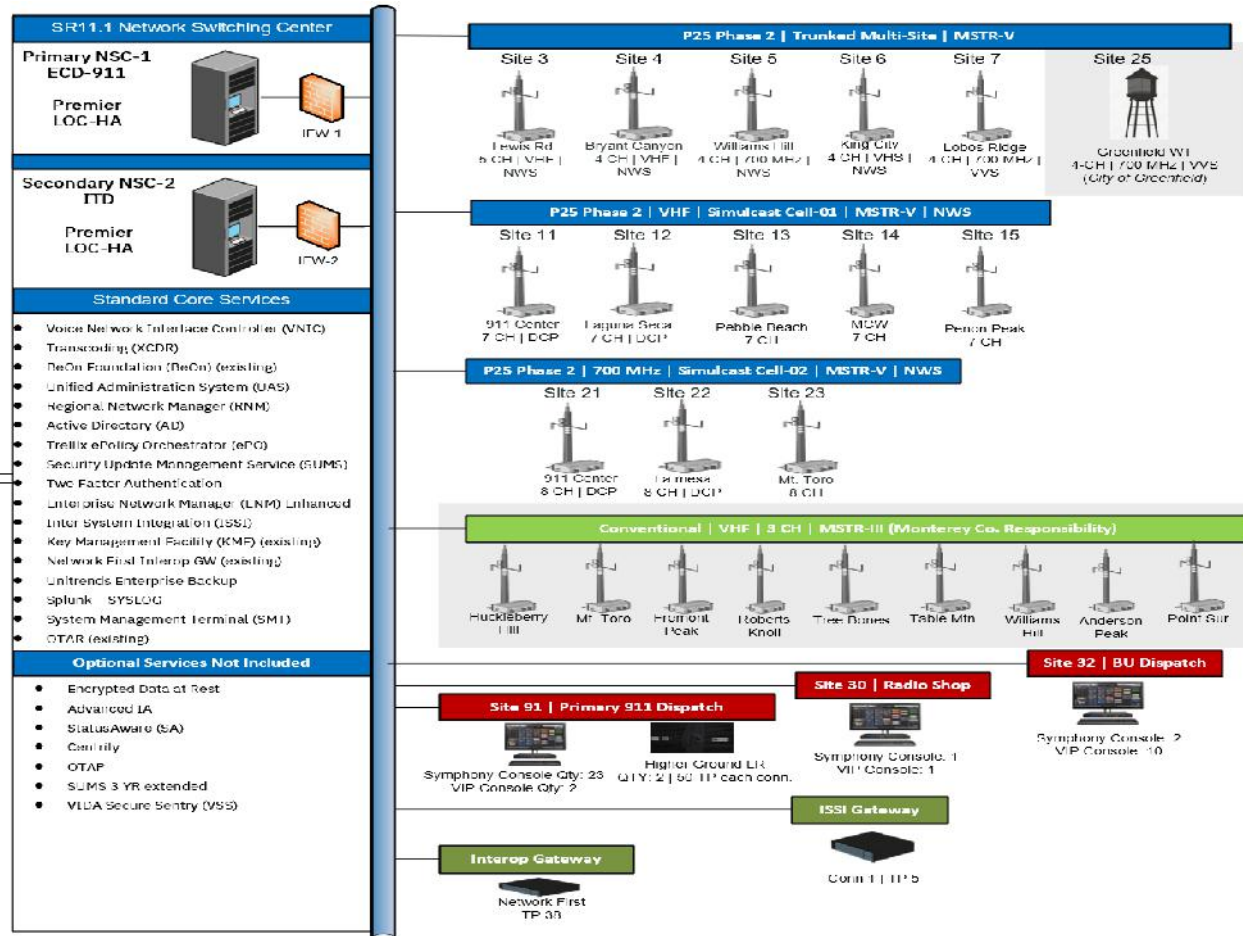 SR11.1 Network Switching Center
Primary NSC-1
ECD-911
Premier
LOC-HA
IFW-1
Secondary NSC-2
ITD
Premier
LOC-HA
IFW-2
Standard Core Services
Voice Network Interface Controller (VNIC)
Transcoding (XCDR)
BeOn Foundation (BeOn) (existing)
Unified Administration System (UAS)
Regional Network Manager (RNM)
Active Directory (AD)
Trellix ePolicy Orchestrator (ePO)
Security Update Management Service (SUMS)
Two Factor Authentication
Enterprise Network Manager (ENM) Enhanced
Inter System Integration (ISSI)
Key Management Facility (KMF) (existing)
Network First Interop GW (existing)
Unitrends Enterprise Backup
Splunk SYSLOG
System Management Terminal (SMT)
OTAR (existing)
Optional Services Not Included
Encrypted Data at Rest
Advanced IA
StatusAware (SA)
Centrify
OTAP
SUMS 3 YR extended
VIDA Secure Sentry (VSS)
P25 Phase 2 | Trunked Multi-Site | MSTR-V
Site 3
Lewis Rd
5 CH | VHF |
NWS
Site 4
Bryant Canyon
4 CH | VHF |
NWS
Site 5
Williams Hill
4 CH | 700 MHz |
NWS
Site 6
King City
4 CH | VHS |
NWS
Site 7
Lobos Ridge
4 CH | 700 MHz |
VVS
Site 25
Greenfield WT
4-CH | 700 MHz | VVS
(City of Greenfield)
P25 Phase 2 | VHF | Simulcast Cell-01 | MSTR-V | NWS
Site 11
911 Center
7 CH | DCP
Site 12
Laguna Seca
7 CH | DCP
Site 13
Pebble Beach
7 CH
Site 14
MCW
7 CH
Site 15
Penon Peak
7 CH
P25 Phase 2 | 700 MHz | Simulcast Cell-02 | MSTR-V | NWS
Site 21
911 Center
8 CH | DCP
Site 22
La mesa
8 CH | DCP
Site 23
Mt. Toro
8 CH
Conventional | VHF | 3 CH | MSTR-III (Monterey Co. Responsibility)
Huckleberry
Hill
Mt. Toro
Fremont
Peak
Roberts
Knoll
Tree Bones
Table Mtn
Williams
Hill
Anderson
Peak
Point Sur
Site 32 | BU Dispatch
Symphony Console: 2
VIP Console: 10
Site 30 | Radio Shop
Symphony Console: 1
VIP Console: 1
Site 91 | Primary 911 Dispatch
Symphony Console Qty: 23
VIP Console Qty: 2
Higher Ground LR
QTY: 2 | 50 TP each conn.
ISSI Gateway
Conn 1 | TP 5
Interop Gateway
Network First
TP 38